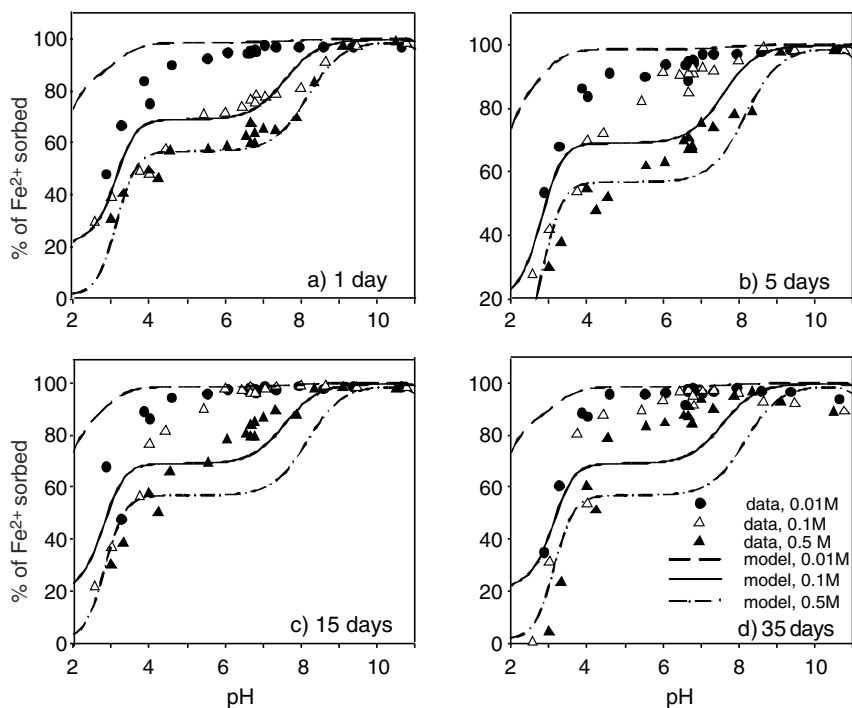 100
80
60
40
20
0
% of Fe²⁺ sorbed
a) 1 day
2 4 6 8 10
100
80
60
40
20
b) 5 days
2 4 6 8 10
100
80
60
40
20
0
% of Fe²⁺ sorbed
c) 15 days
2 4 6 8 10
pH
100
80
60
40
20
0
data, 0.01M
data, 0.1M
data, 0.5 M
model, 0.01M
model, 0.1M
model, 0.5M
d) 35 days
2 4 6 8 10
pH